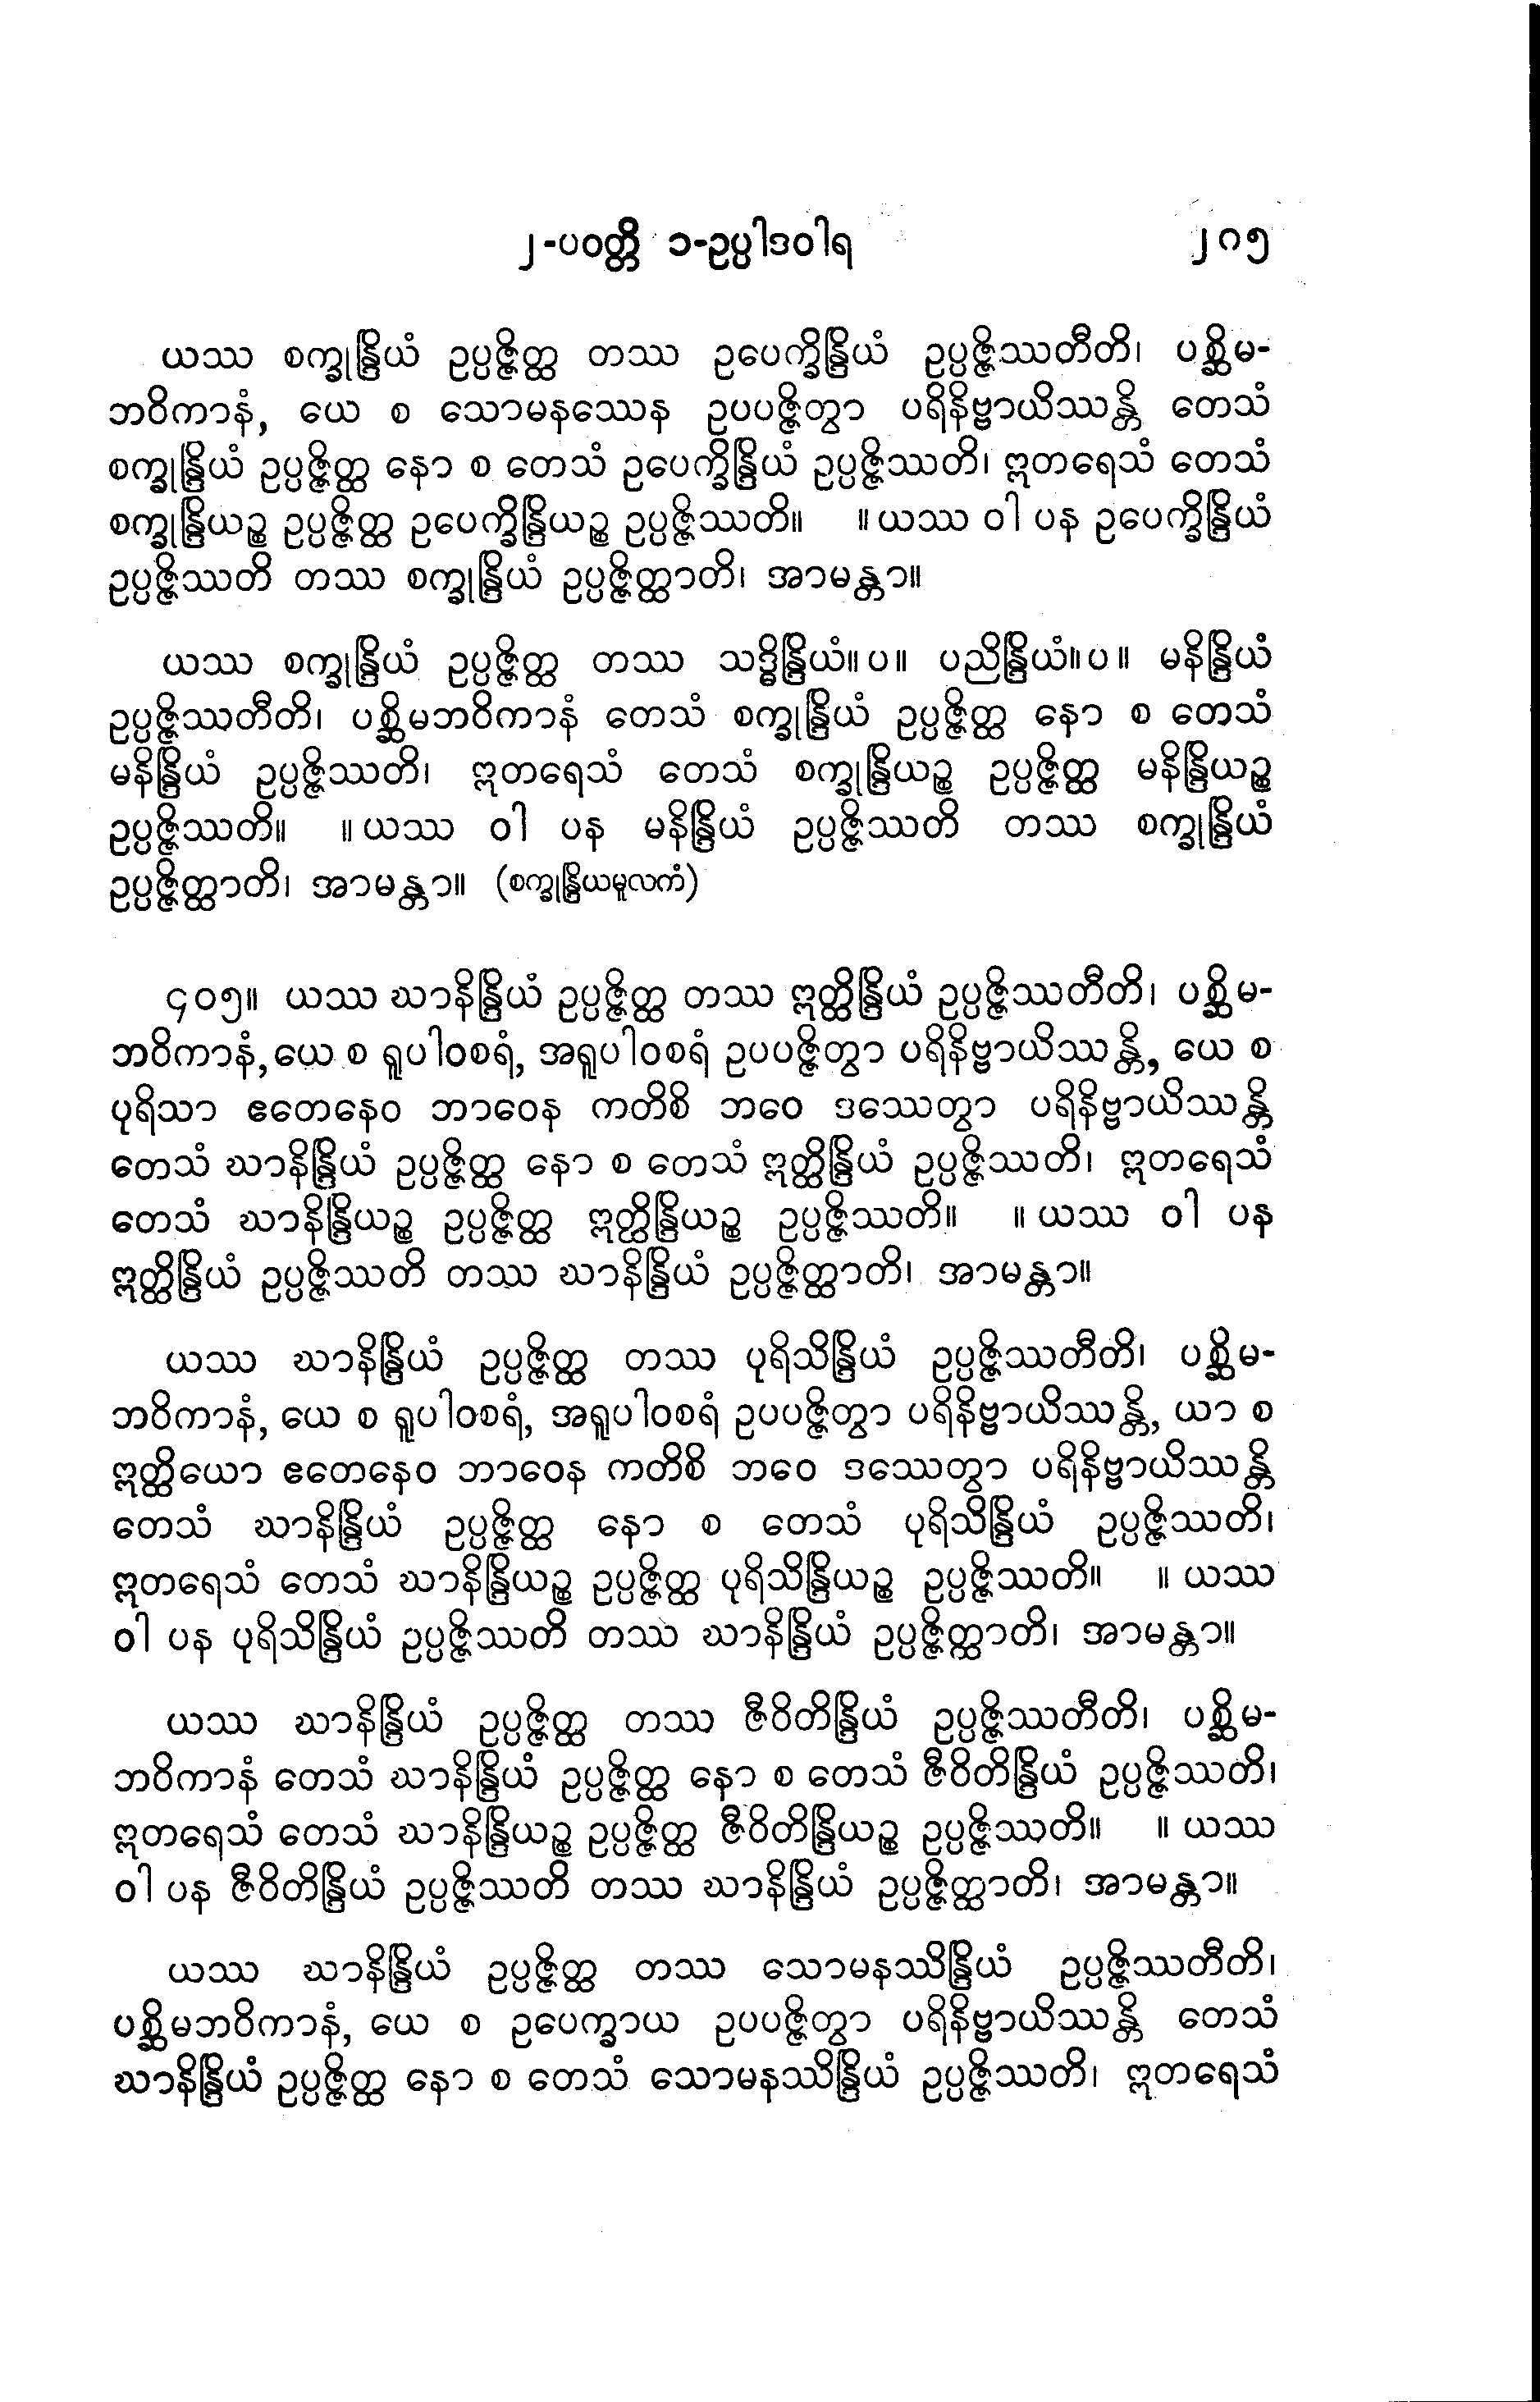 ၂-ပဝတ္တိ ၁-ဥပ္ပါဒဝါရ ၂၈၅
ယဿ စက္ခုန္ဒြိယံ ဥပ္ပဇ္ဇိတ္ထ တဿ ဥပေက္ခိန္ဒြိယံ ဥပ္ပဇ္ဇိဿတီတိ၊ ပစ္ဆိမ-
ဘဝိကာနံ, ယေ စ သောမနဿေန ဥပပဇ္ဇိတွာ ပရိနိဗ္ဗာယိဿန္တိ တေသံ
စက္ခုန္ဒြိယံ ဥပ္ပဇ္ဇိတ္ထ နော စ တေသံ ဥပေက္ခိန္ဒြိယံ ဥပ္ပဇ္ဇိဿတိ၊ ဣတရေသံ တေသံ
စက္ခုန္ဒြိယဉ္စ ဥပ္ပဇ္ဇိတ္ထ ဥပေက္ခိန္ဒြိယဉ္စ ဥပ္ပဇ္ဇိဿတိ။ ။ယဿ ဝါ ပန ဥပေက္ခိန္ဒြိယံ
ဥပ္ပဇ္ဇိဿတိ တဿ စက္ခုန္ဒြိယံ ဥပ္ပဇ္ဇိတ္ထာတိ၊ အာမန္တာ။
ယဿ စက္ခုန္ဒြိယံ ဥပ္ပဇ္ဇိတ္ထ တဿ သဒ္ဓိန္ဒြိယံ။ပ။ ပညိန္ဒြိယံ။ပ။ မနိန္ဒြိယံ
ဥပ္ပဇ္ဇိဿတီတိ၊ ပစ္ဆိမဘဝိကာနံ တေသံ စက္ခုန္ဒြိယံ ဥပ္ပဇ္ဇိတ္ထ နော စ တေသံ
မနိန္ဒြိယံ ဥပ္ပဇ္ဇိဿတိ၊ ဣတရေသံ တေသံ စက္ခုန္ဒြိယဉ္စ ဥပ္ပဇ္ဇိတ္ထ မနိန္ဒြိယဉ္စ
ဥပ္ပဇ္ဇိဿတိ။ ။ယဿ ဝါ ပန မနိန္ဒြိယံ ဥပ္ပဇ္ဇိဿတိ တဿ စက္ခုန္ဒြိယံ
ဥပ္ပဇ္ဇိတ္ထာတိ၊ အာမန္တာ။ (စက္ခုန္ဒြိယမူလကံ)
၄၀၅။ ယဿ ဃာနိန္ဒြိယံ ဥပ္ပဇ္ဇိတ္ထ တဿ ဣတ္ထိန္ဒြိယံ ဥပ္ပဇ္ဇိဿတီတိ၊ ပစ္ဆိမ-
ဘဝိကာနံ, ယေ စ ရူပါဝစရံ, အရူပါဝစရံ ဥပပဇ္ဇိတွာ ပရိနိဗ္ဗာယိဿန္တိ, ယေ စ
ပုရိသာ ဧတေနေဝ ဘာဝေန ကတိစိ ဘဝေ ဒဿေတွာ ပရိနိဗ္ဗာယိဿန္တိ
တေသံ ဃာနိန္ဒြိယံ ဥပ္ပဇ္ဇိတ္ထ နော စ တေသံ ဣတ္ထိန္ဒြိယံ ဥပ္ပဇ္ဇိဿတိ၊ ဣတရေသံ
တေသံ ဃာနိန္ဒြိယဉ္စ ဥပ္ပဇ္ဇိတ္ထ ဣတ္ထိန္ဒြိယဉ္စ ဥပ္ပဇ္ဇိဿတိ။ ။ယဿ ဝါ ပန
ဣတ္ထိန္ဒြိယံ ဥပ္ပဇ္ဇိဿတိ တဿ ဃာနိန္ဒြိယံ ဥပ္ပဇ္ဇိတ္ထာတိ၊ အာမန္တာ။
ယဿ ဃာနိန္ဒြိယံ ဥပ္ပဇ္ဇိတ္ထ တဿ ပုရိသိန္ဒြိယံ ဥပ္ပဇ္ဇိဿတီတိ၊ ပစ္ဆိမ-
ဘဝိကာနံ, ယေ စ ရူပါဝစရံ, အရူပါဝစရံ ဥပပဇ္ဇိတွာ ပရိနိဗ္ဗာယိဿန္တိ, ယာ စ
ဣတ္ထိယော ဧတေနေဝ ဘာဝေန ကတိစိ ဘဝေ ဒဿေတွာ ပရိနိဗ္ဗာယိဿန္တိ
တေသံ ဃာနိန္ဒြိယံ ဥပ္ပဇ္ဇိတ္ထ နော စ တေသံ ပုရိသိန္ဒြိယံ ဥပ္ပဇ္ဇိဿတိ၊
ဣတရေသံ တေသံ ဃာနိန္ဒြိယဉ္စ ဥပ္ပဇ္ဇိတ္ထ ပုရိသိန္ဒြိယဉ္စ ဥပ္ပဇ္ဇိဿတိ။ ။ယဿ
ဝါ ပန ပုရိသိန္ဒြိယံ ဥပ္ပဇ္ဇိဿတိ တဿ ဃာနိန္ဒြိယံ ဥပ္ပဇ္ဇိတ္ထာတိ၊ အာမန္တာ။
ယဿ ဃာနိန္ဒြိယံ ဥပ္ပဇ္ဇိတ္ထ တဿ ဇီဝိတိန္ဒြိယံ ဥပ္ပဇ္ဇိဿတီတိ၊ ပစ္ဆိမ-
ဘဝိကာနံ တေသံ ဃာနိန္ဒြိယံ ဥပ္ပဇ္ဇိတ္ထ နော စ တေသံ ဇီဝိတိန္ဒြိယံ ဥပ္ပဇ္ဇိဿတိ၊
ဣတရေသံ တေသံ ဃာနိန္ဒြိယဉ္စ ဥပ္ပဇ္ဇိတ္ထ ဇီဝိတိန္ဒြိယဉ္စ ဥပ္ပဇ္ဇိဿတိ။ ။ယဿ
ဝါ ပန ဇီဝိတိန္ဒြိယံ ဥပ္ပဇ္ဇိဿတိ တဿ ဃာနိန္ဒြိယံ ဥပ္ပဇ္ဇိတ္ထာတိ၊ အာမန္တာ။
ယဿ ဃာနိန္ဒြိယံ ဥပ္ပဇ္ဇိတ္ထ တဿ သောမနဿိန္ဒြိယံ ဥပ္ပဇ္ဇိဿတီတိ၊
ပစ္ဆိမဘဝိကာနံ, ယေ စ ဥပေက္ခာယ ဥပပဇ္ဇိတွာ ပရိနိဗ္ဗာယိဿန္တိ တေသံ
ဃာနိန္ဒြိယံ ဥပ္ပဇ္ဇိတ္ထ နော စ တေသံ သောမနဿိန္ဒြိယံ ဥပ္ပဇ္ဇိဿတိ၊ ဣတရေသံ